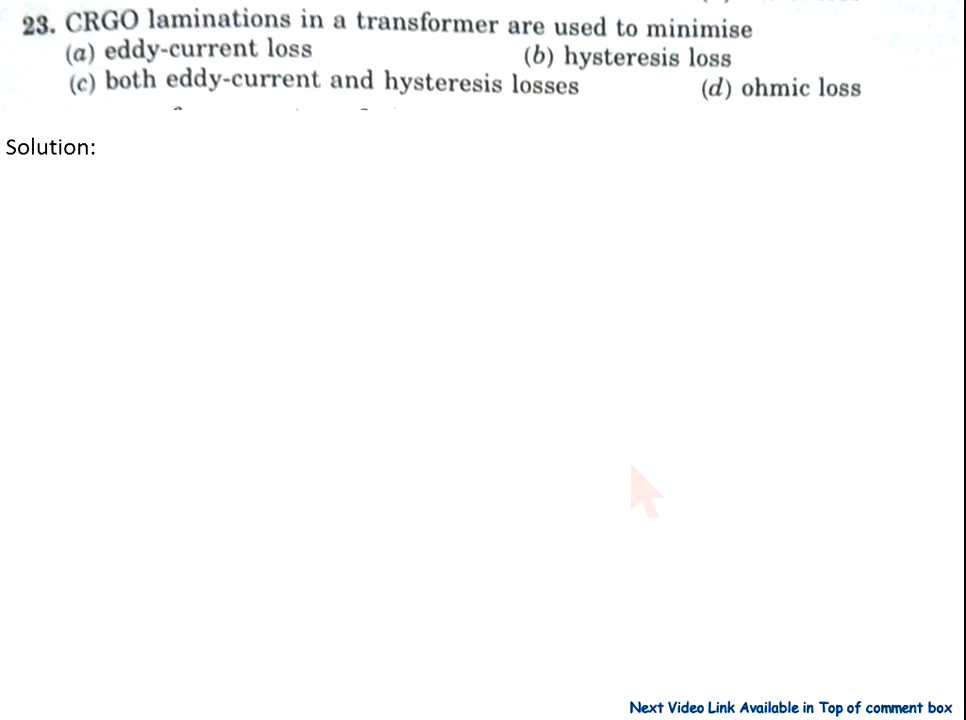 23. CRGO laminations in a transformer are used to minimise
(a) eddy-current loss (b) hysteresis loss
(c) both eddy-current and hysteresis losses (d) ohmic loss
Solution:
Next Video Link Available in Top of comment box